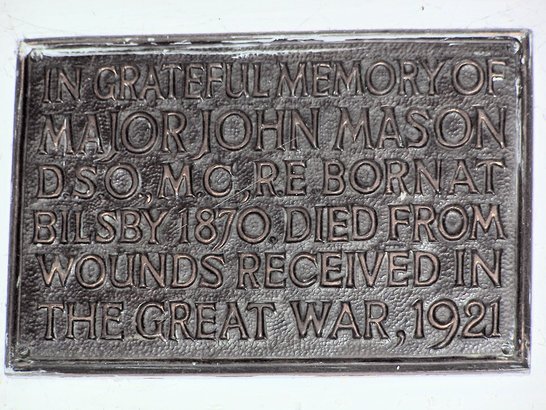 IN GRATEFUL MEMORY OF
MAJOR JOHN MASON
D.S.O., M.C., R.E BORN AT
BILSBY 1870. DIED FROM
WOUNDS RECEIVED IN
THE GREAT WAR, 1921